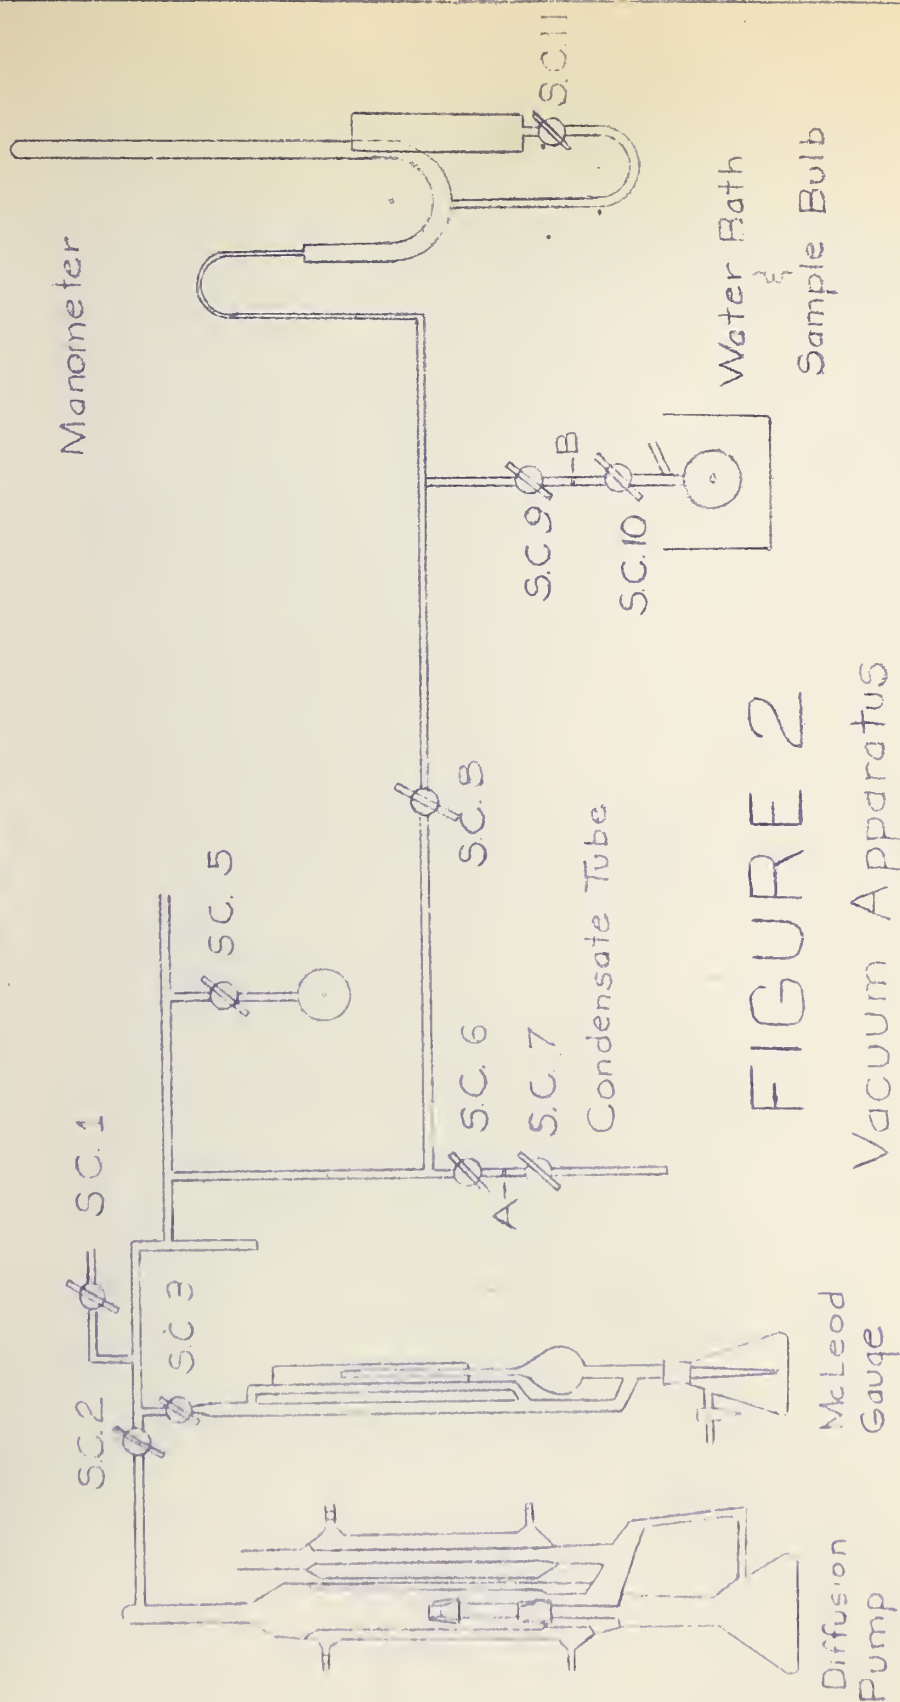 Manometer
S.C. 11
Water Bath
&
Sample Bulb
S.C. 9
B
S.C. 10
S.C. 8
S.C. 5
S.C. 1
S.C. 2
S.C. 3
S.C. 6
A
S.C. 7
Condensate Tube
Diffusion
Pump
McLeod
Gauge
FIGURE 2
Vacuum Apparatus